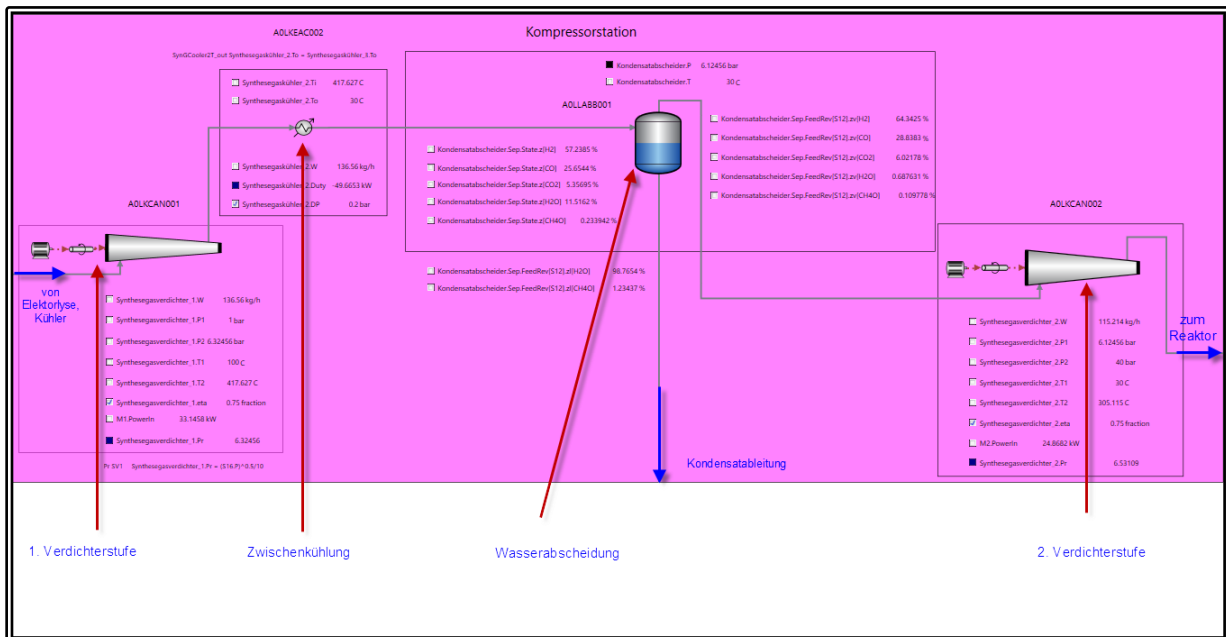 Kompressorstation
A0LKEAC002
SynGCooler2T_out Synthesegaskühler_2.To = Synthesegaskühler_3.To
Synthesegaskühler_2.Ti 417.627 C
Synthesegaskühler_2.To 30 C
Synthesegaskühler_2.W 136.56 kg/h
Synthesegaskühler_2.Duty -49.6653 kW
Synthesegaskühler_2.DP 0.2 bar
Kondensatabscheider.P 6.12456 bar
Kondensatabscheider.T 30 C
A0LLABB001
Kondensatabscheider.Sep.State.z[H2] 57.2385 %
Kondensatabscheider.Sep.State.z[CO] 25.6544 %
Kondensatabscheider.Sep.State.z[CO2] 5.35695 %
Kondensatabscheider.Sep.State.z[H2O] 11.5162 %
Kondensatabscheider.Sep.State.z[CH4O] 0.233942 %
Kondensatabscheider.Sep.FeedRev[S12].zv[H2] 64.3425 %
Kondensatabscheider.Sep.FeedRev[S12].zv[CO] 28.8383 %
Kondensatabscheider.Sep.FeedRev[S12].zv[CO2] 6.02178 %
Kondensatabscheider.Sep.FeedRev[S12].zv[H2O] 0.687631 %
Kondensatabscheider.Sep.FeedRev[S12].zv[CH4O] 0.109778 %
Kondensatabscheider.Sep.FeedRev[S12].zl[H2O] 98.7654 %
Kondensatabscheider.Sep.FeedRev[S12].zl[CH4O] 1.23437 %
A0LKCAN001
von
Elektorlyse,
Kühler
Synthesegasverdichter_1.W 136.56 kg/h
Synthesegasverdichter_1.P1 1 bar
Synthesegasverdichter_1.P2 6.32456 bar
Synthesegasverdichter_1.T1 100 C
Synthesegasverdichter_1.T2 417.627 C
Synthesegasverdichter_1.eta 0.75 fraction
M1.PowerIn 33.1458 kW
Synthesegasverdichter_1.Pr 6.32456
Pr SV1 Synthesegasverdichter_1.Pr = (S16.P)^0.5/10
A0LKCAN002
Synthesegasverdichter_2.W 115.214 kg/h
Synthesegasverdichter_2.P1 6.12456 bar
Synthesegasverdichter_2.P2 40 bar
Synthesegasverdichter_2.T1 30 C
Synthesegasverdichter_2.T2 305.115 C
Synthesegasverdichter_2.eta 0.75 fraction
M2.PowerIn 24.8682 kW
Synthesegasverdichter_2.Pr 6.53109
zum
Reaktor
Kondensatableitung
1. Verdichterstufe
Zwischenkühlung
Wasserabscheidung
2. Verdichterstufe